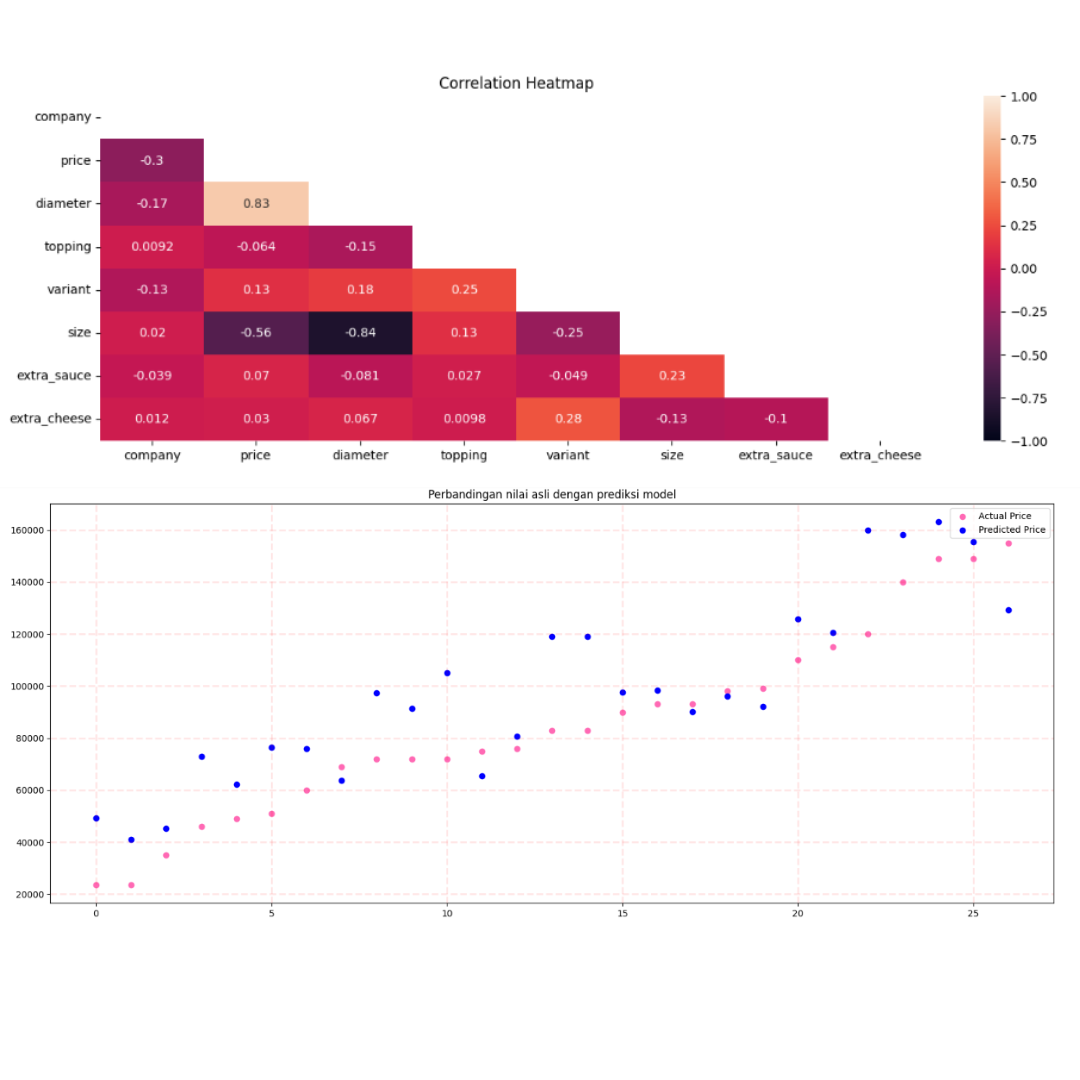 Correlation Heatmap
1.00
company
0.75
price -0.3
diameter -0.17 0.83
0.50
topping 0.0092 -0.064 -0.15
0.25
0.00
variant -0.13 0.13 0.18 0.25
-0.25
size 0.02 -0.56 -0.84 0.13 -0.25
-0.50
extra_sauce -0.039 0.07 -0.081 0.027 -0.049 0.23
-0.75
extra_cheese 0.012 0.03 0.067 0.0098 0.28 -0.13 -0.1
-1.00
company price diameter topping variant size extra_sauce extra_cheese
Perbandingan nilai asli dengan prediksi model
Actual Price
Predicted Price
160000
140000
120000
100000
80000
60000
40000
20000
0 5 10 15 20 25